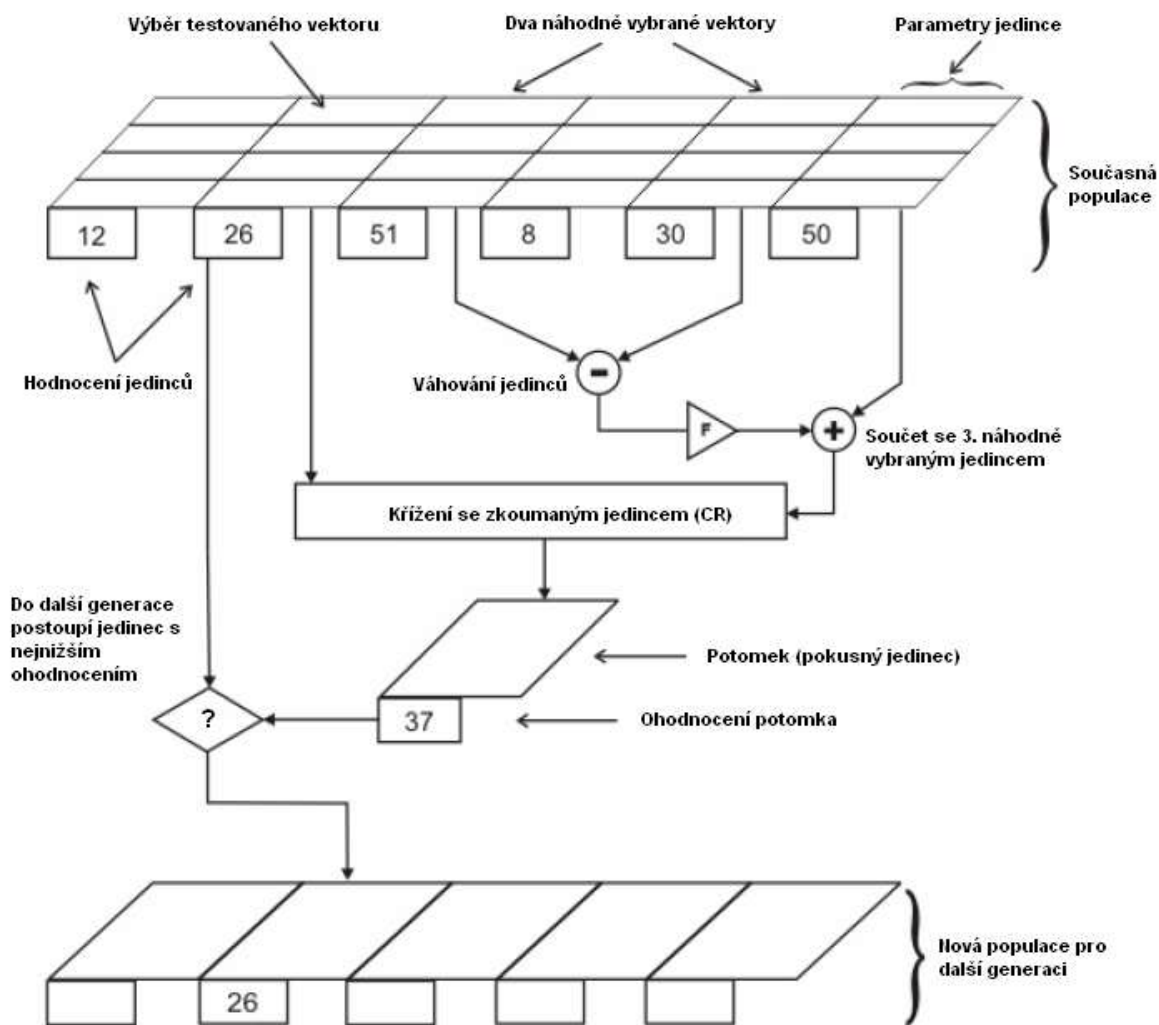 Výběr testovaného vektoru
Dva náhodně vybrané vektory
Parametry jedince
Současná
populace
12
26
51
8
30
50
Hodnocení jedinců
Váhování jedinců
-
F
+
Součet se 3. náhodně
vybraným jedincem
Křížení se zkoumaným jedincem (CR)
Do další generace
postoupí jedinec s
nejnižším
ohodnocením
Potomek (pokusný jedinec)
?
37
Ohodnocení potomka
Nová populace pro
další generaci
26